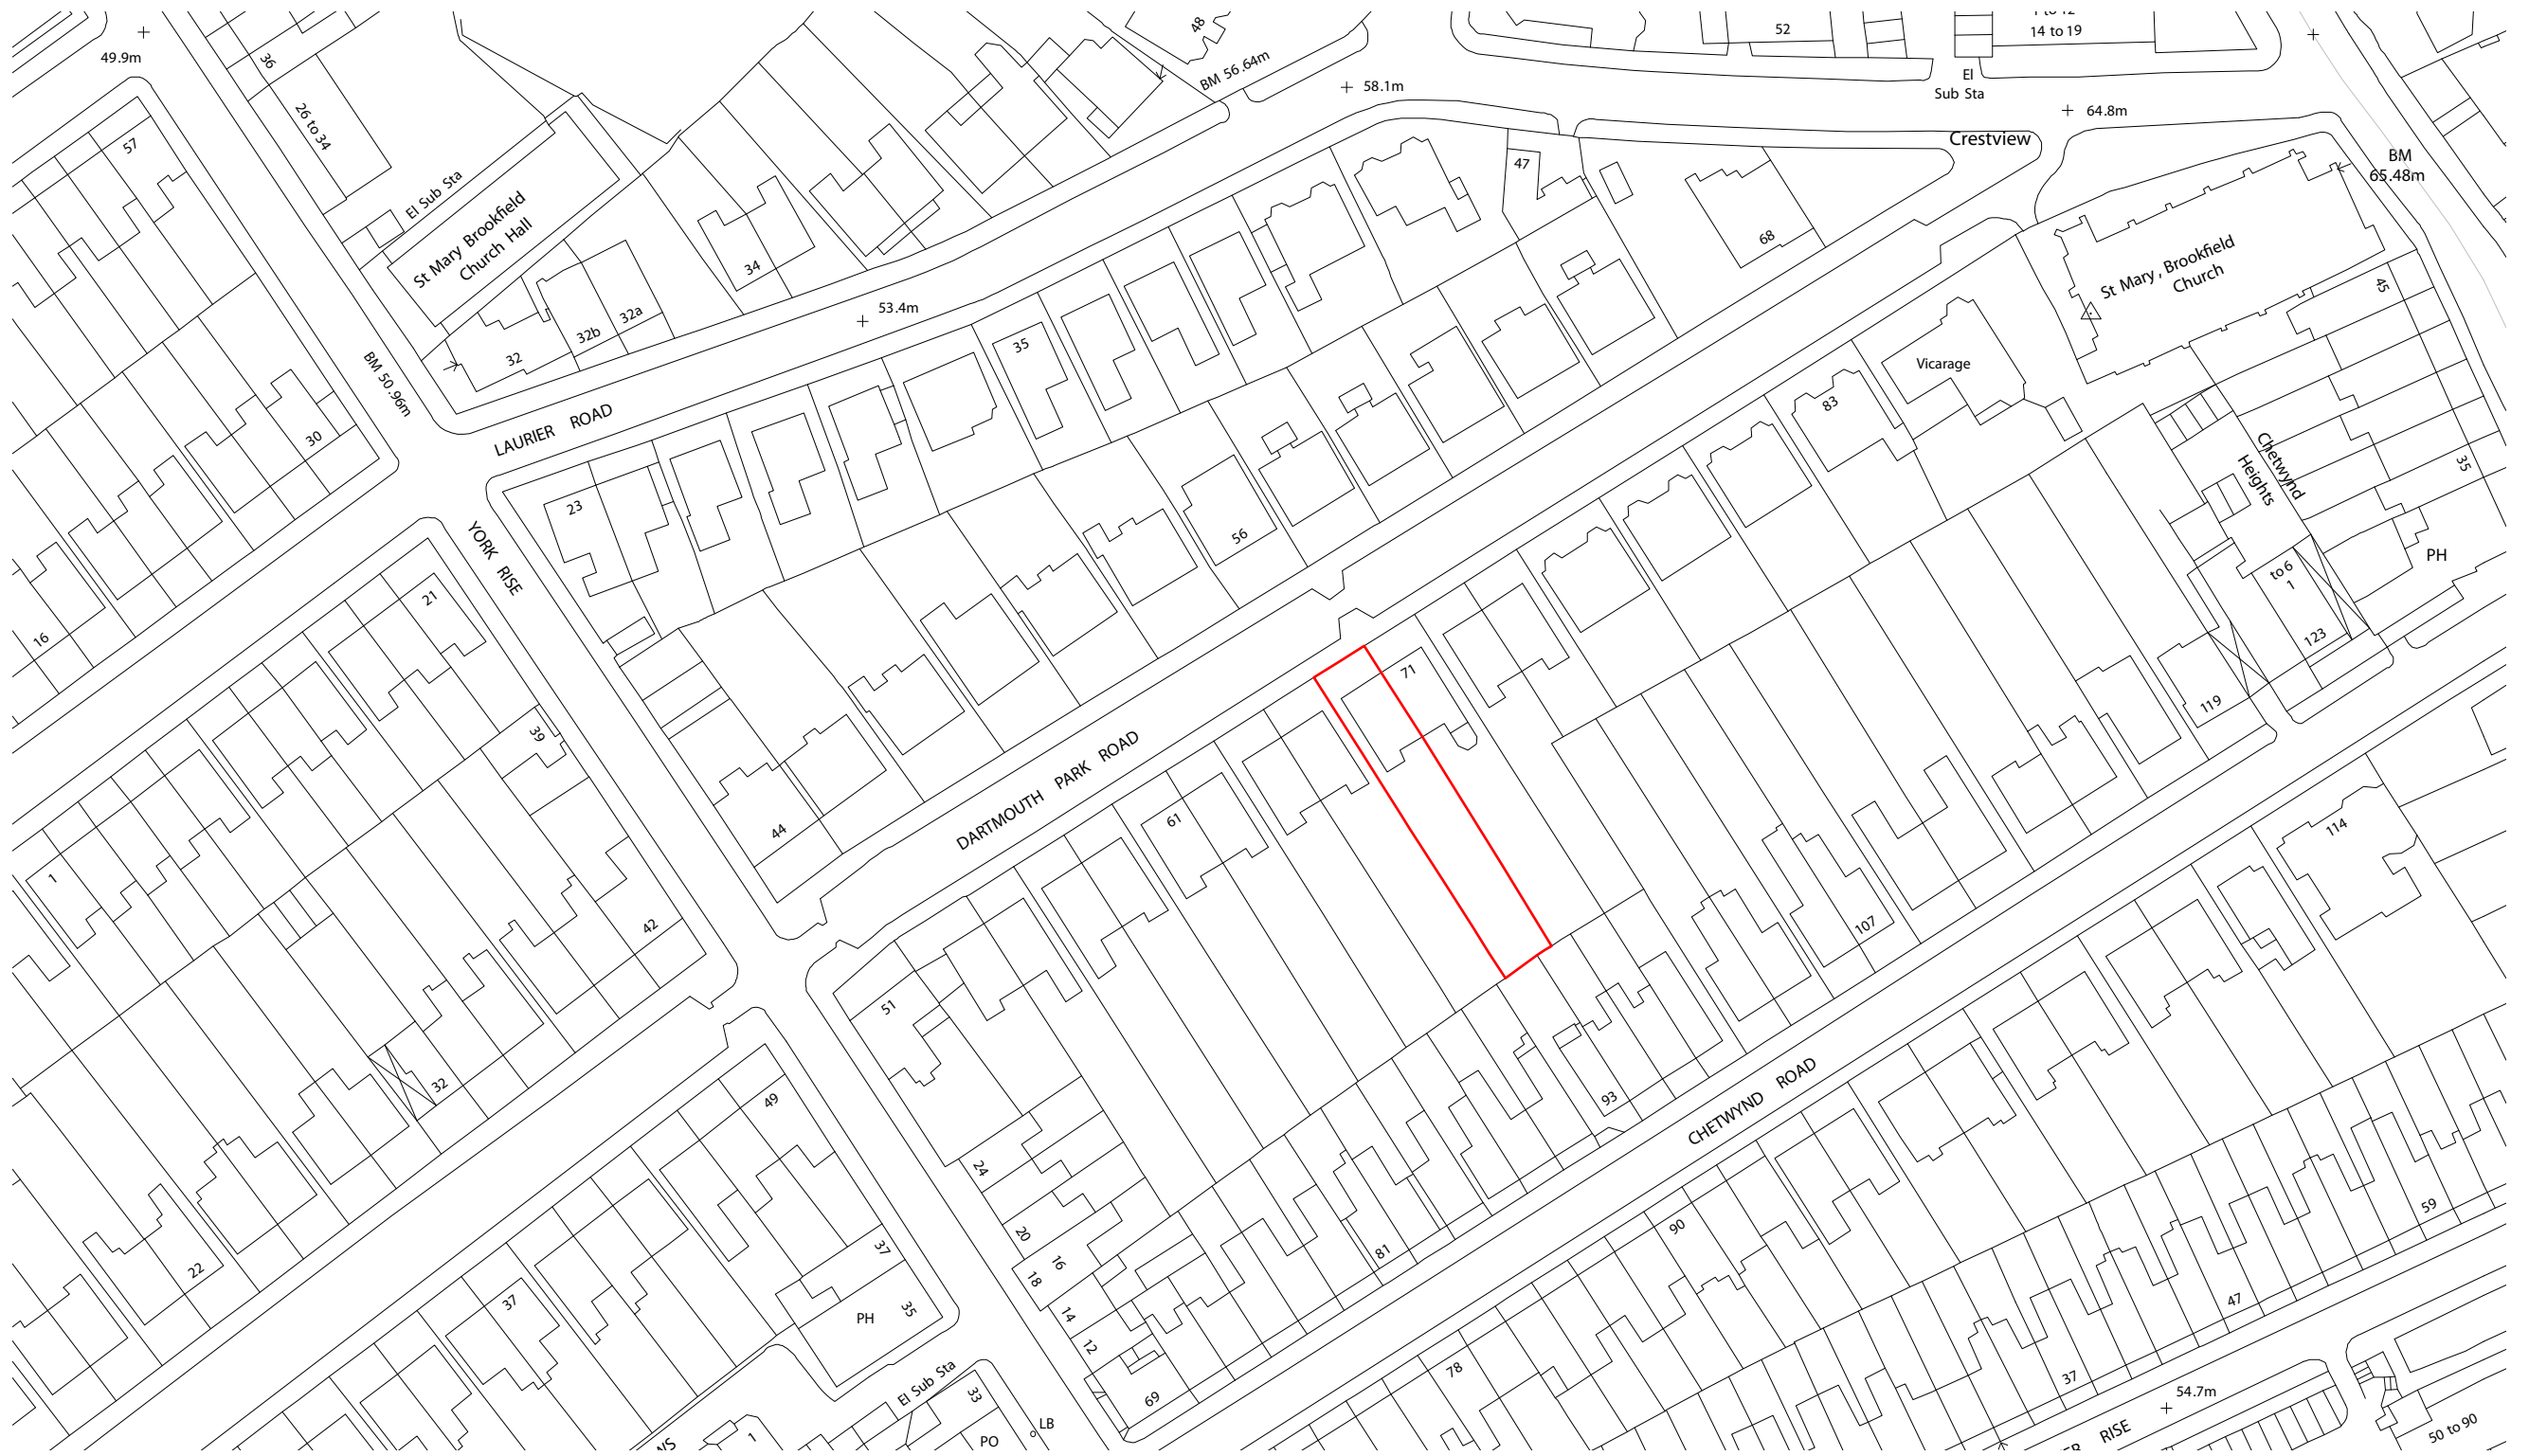 49.9m
36
26 to 34
57
El Sub Sta
St Mary Brookfield
Church Hall
48
BM 56.64m
58.1m
52
14 to 19
El
Sub Sta
64.8m
Crestview
BM
65.48m
47
68
34
32a
32b
32
53.4m
BM 50.96m
LAURIER ROAD
35
30
St Mary, Brookfield
Church
45
Vicarage
83
35
Chetwynd
Heights
PH
to 6
1
123
119
23
YORK RISE
56
21
16
39
71
DARTMOUTH PARK ROAD
61
44
1
42
51
107
114
32
49
24
93
CHETWYND ROAD
20
16
18
14
12
81
90
59
22
37
37
35
PH
47
37
78
69
El Sub Sta
33
LB
PO
1
54.7m
RISE
50 to 90